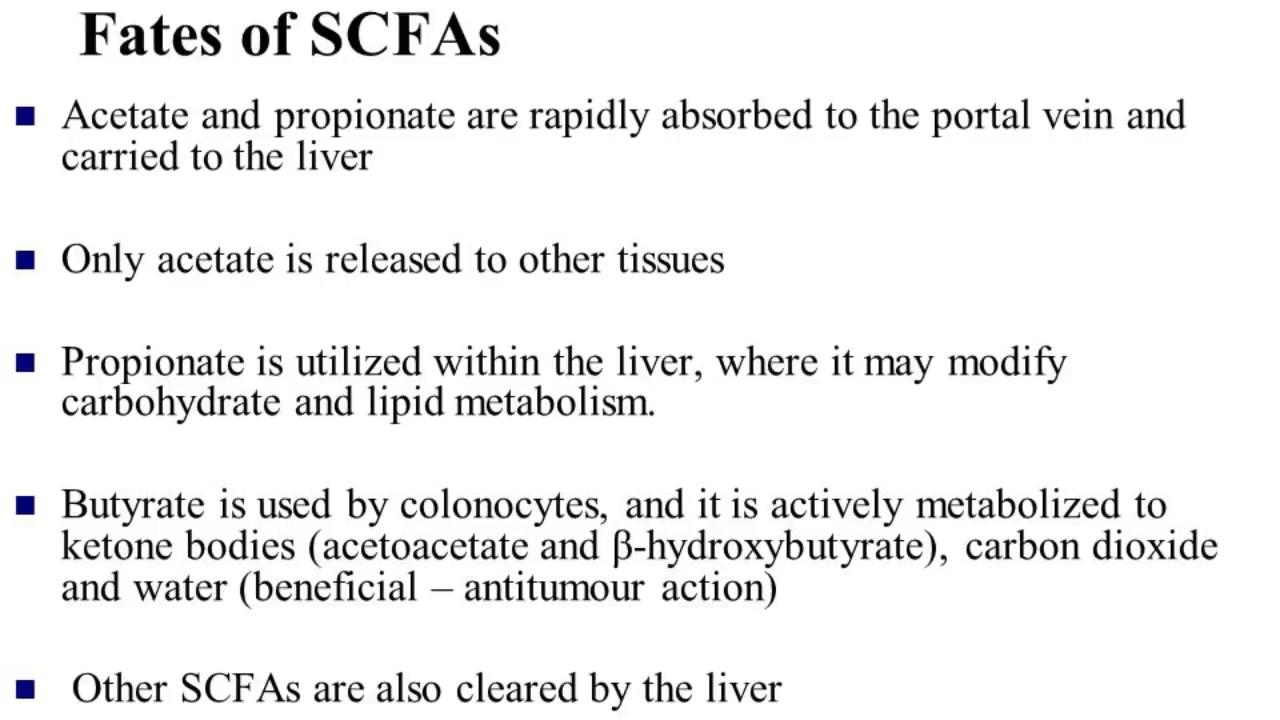 Fates of SCFAs
■ Acetate and propionate are rapidly absorbed to the portal vein and
carried to the liver
■ Only acetate is released to other tissues
■ Propionate is utilized within the liver, where it may modify
carbohydrate and lipid metabolism.
■ Butyrate is used by colonocytes, and it is actively metabolized to
ketone bodies (acetoacetate and β-hydroxybutyrate), carbon dioxide
and water (beneficial – antitumour action)
■ Other SCFAs are also cleared by the liver